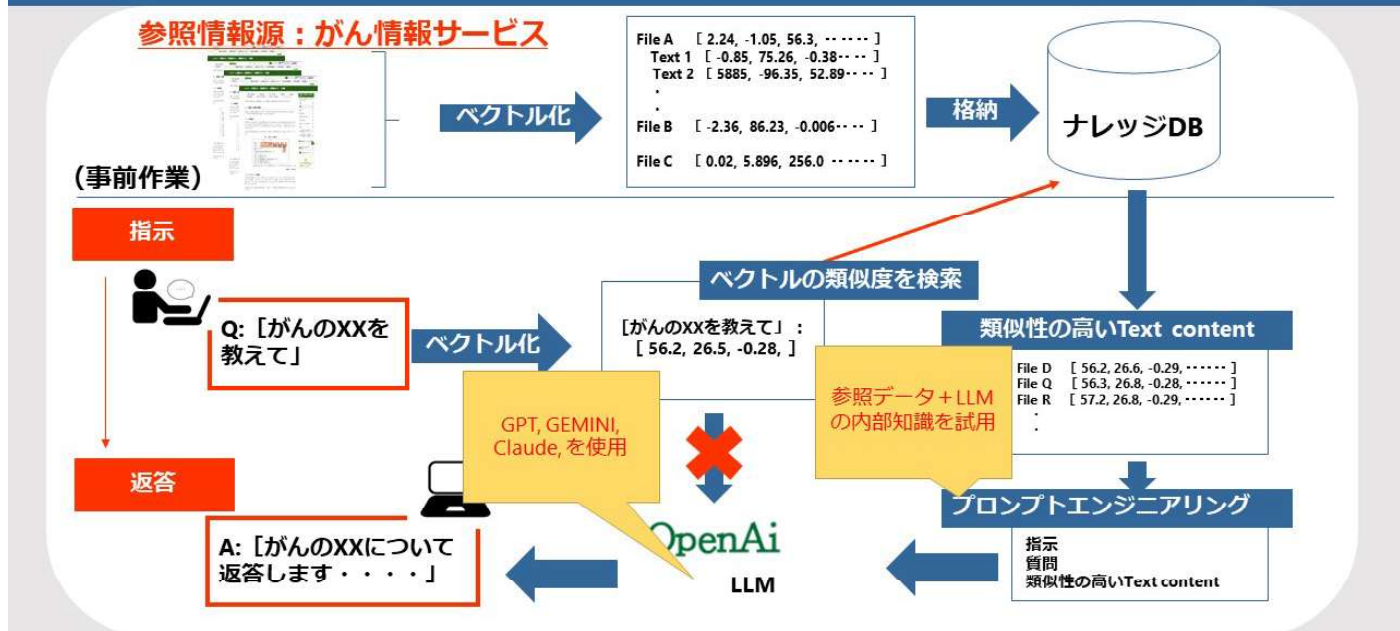 参照情報源：がん情報サービス
File A [ 2.24, -1.05, 56.3, ‥‥‥ ]
Text 1 [ -0.85, 75.26, -0.38‥‥ ]
Text 2 [ 5885, -96.35, 52.89‥‥ ]
・
・
File B [ -2.36, 86.23, -0.006‥‥ ]
File C [ 0.02, 5.896, 256.0 ‥‥‥ ]
ベクトル化
格納
ナレッジDB
（事前作業）
指示
Q:［がんのXXを
教えて」
ベクトル化
ベクトルの類似度を検索
［がんのXXを教えて」：
[ 56.2, 26.5, -0.28, ]
類似性の高いText content
File D [ 56.2, 26.6, -0.29, ‥‥‥ ]
File Q [ 56.3, 26.8, -0.28, ‥‥‥ ]
File R [ 57.2, 26.8, -0.29, ‥‥‥ ]
・
・
参照データ＋LLM
の内部知識を試用
GPT, GEMINI,
Claude, を使用
返答
プロンプトエンジニアリング
指示
質問
類似性の高いText content
OpenAi
LLM
A:［がんのXXについて
返答します・・・・」